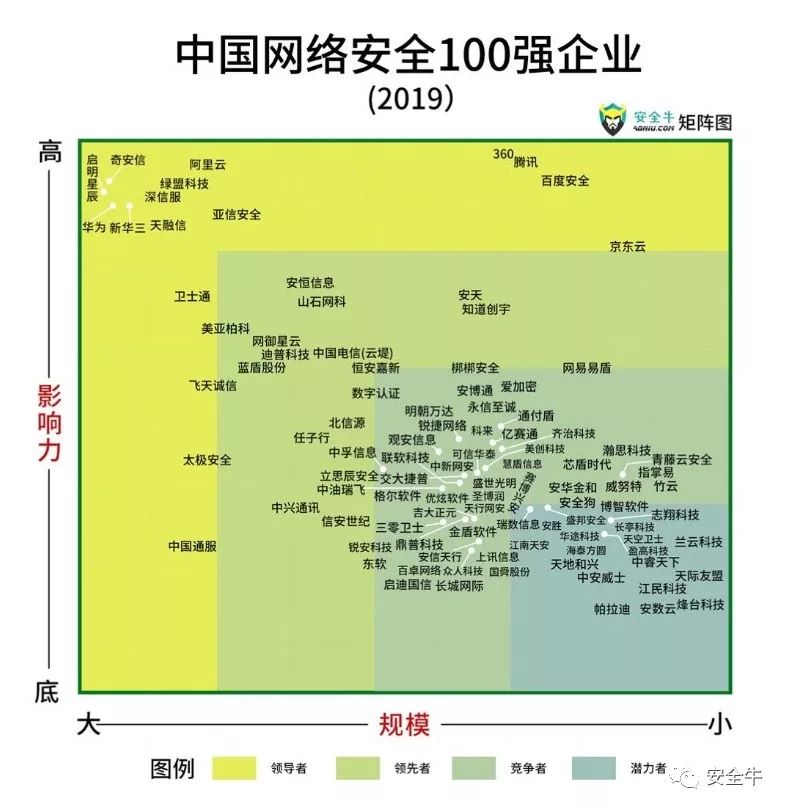 中国网络安全100强企业
(2019)
安全牛
AQNIU.COM
矩阵图
高
影响力
底
启明星辰
奇安信
阿里云
绿盟科技
深信服
华为
新华三
天融信
亚信安全
360
腾讯
百度安全
京东云
安恒信息
山石网科
卫士通
安天
知道创宇
美亚柏科
网御星云
迪普科技
中国电信(云堤)
蓝盾股份
恒安嘉新
梆梆安全
网易易盾
飞天诚信
数字认证
安博通
爱加密
明朝万达
永信至诚
通付盾
北信源
锐捷网络
科来
亿赛通
齐治科技
任子行
观安信息
可信华泰
美创科技
瀚思科技
中孚信息
联软科技
中新网安
慧盾信息
芯盾时代
青藤云安全
太极安全
指掌易
立思辰安全
交大捷普
盛世光明
赛博兴安
安华金和
威努特
竹云
中油瑞飞
格尔软件
优炫软件
圣博润
安全狗
博智软件
中兴通讯
吉大正元
天行网安
志翔科技
信安世纪
三零卫士
瑞数信息
安胜
盛邦安全
长亭科技
金盾软件
华途科技
天空卫士
兰云科技
中国通服
锐安科技
鼎普科技
江南天安
海泰方圆
盈高科技
东软
安信天行
上讯信息
天地和兴
中睿天下
百卓网络
众人科技
国舜股份
中安威士
天际友盟
启迪国信
长城网际
江民科技
帕拉迪
安数云
烽台科技
大
规模
小
图例
领导者
领先者
竞争者
潜力者
安全牛